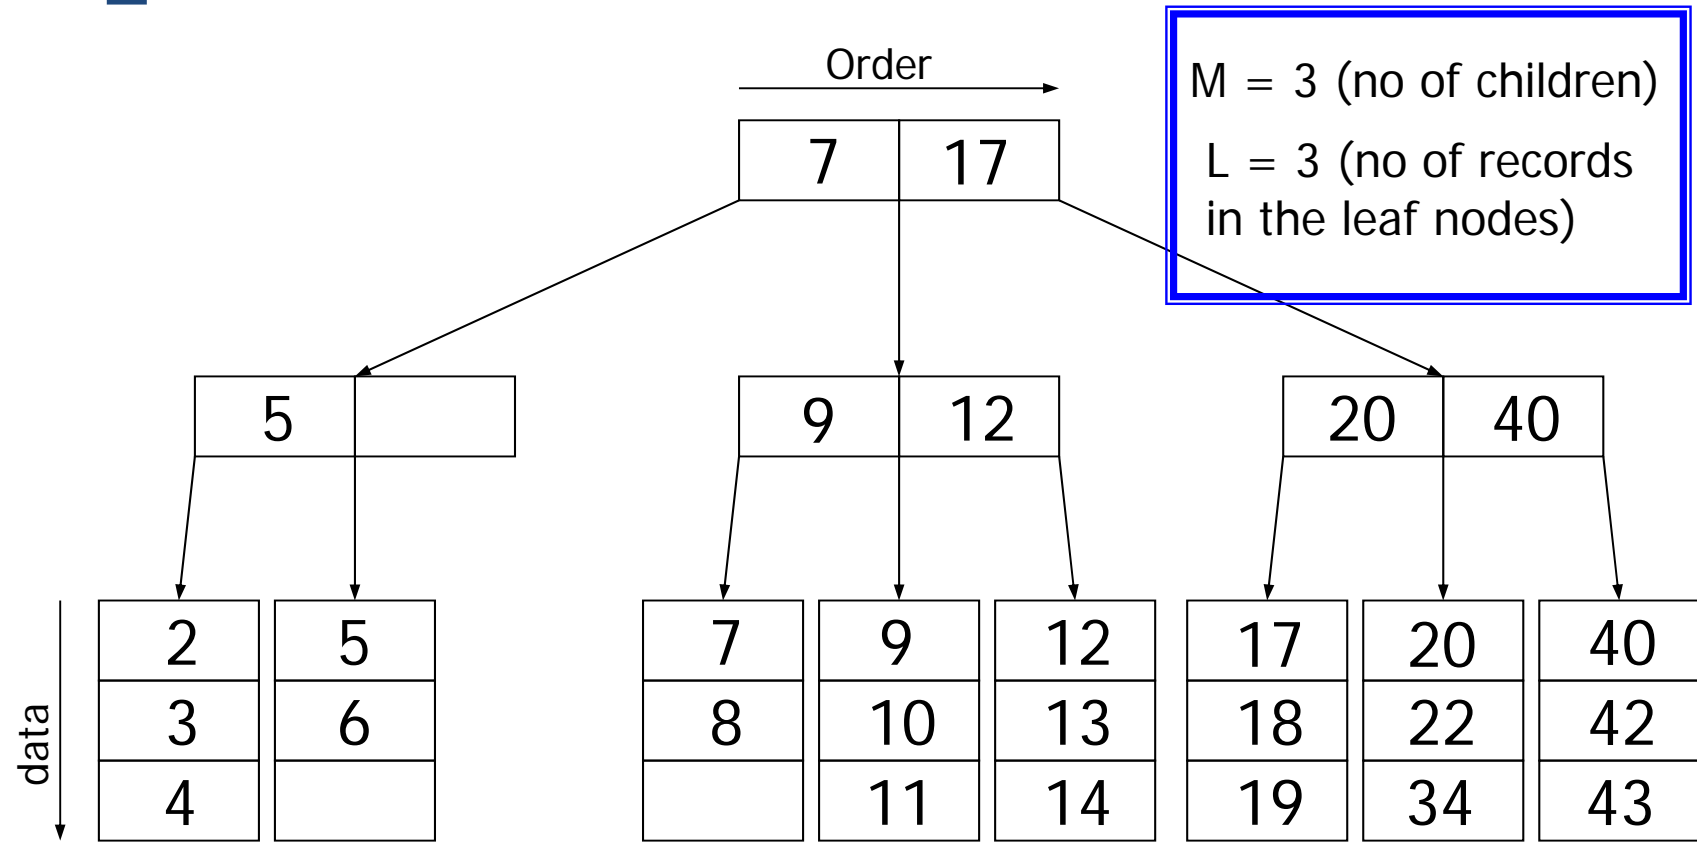 Order
M = 3 (no of children)
L = 3 (no of records
in the leaf nodes)
7 17
5
9 12
20 40
data
2 5 7 9 12 17 20 40
3 6 8 10 13 18 22 42
4 11 14 19 34 43